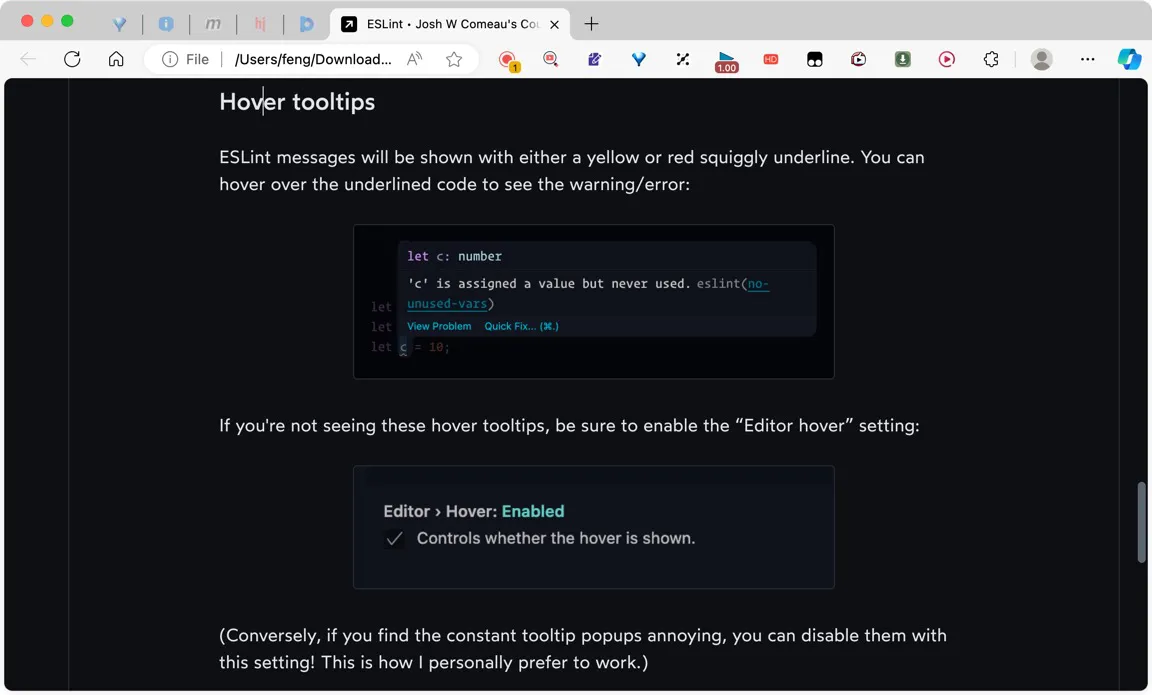 m
hj
ESLint • Josh W Comeau's Cou
File
/Users/feng/Download...
1
1.00
HD
Hover tooltips
ESLint messages will be shown with either a yellow or red squiggly underline. You can
hover over the underlined code to see the warning/error:
let c: number
'c' is assigned a value but never used. eslint(no-
unused-vars)
let
let
View Problem Quick Fix... (⌘.)
let c = 10;
If you're not seeing these hover tooltips, be sure to enable the “Editor hover” setting:
Editor › Hover: Enabled
Controls whether the hover is shown.
(Conversely, if you find the constant tooltip popups annoying, you can disable them with
this setting! This is how I personally prefer to work.)